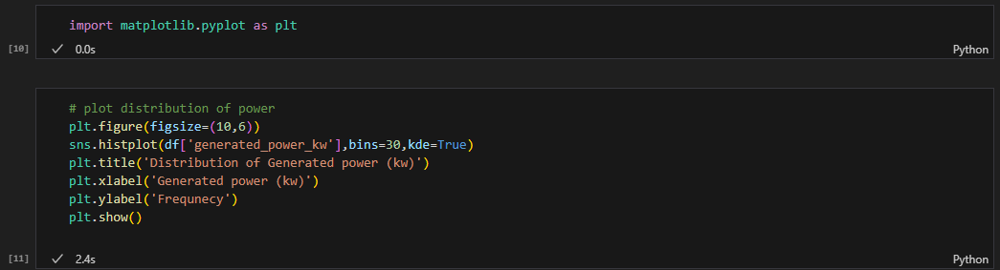 import matplotlib.pyplot as plt
[10]
0.0s
Python
# plot distribution of power
plt.figure(figsize=(10,6))
sns.histplot(df['generated_power_kw'],bins=30,kde=True)
plt.title('Distribution of Generated power (kw)')
plt.xlabel('Generated power (kw)')
plt.ylabel('Frequnecy')
plt.show()
[11]
2.4s
Python